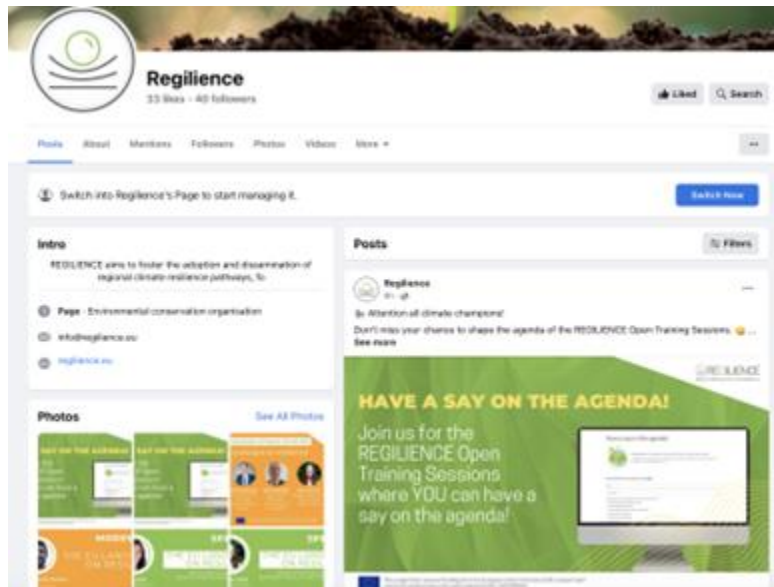 Regilience
33 likes • 40 followers
Liked
Search
Posts
About
Mentions
Followers
Photos
Videos
More
Switch into Regilience's Page to start managing it.
Switch Now
Intro
REGILIENCE aims to foster the adoption and dissemination of
regional climate resilience pathways, fo
Page · Environmental conservation organisation
info@regilience.eu
regilience.eu
Photos
See All Photos
Posts
Filters
Regilience
Attention all climate champions!
Don't miss your chance to shape the agenda of the REGILIENCE Open Training Sessions. ...
See more
REGILIENCE
HAVE A SAY ON THE AGENDA!
Join us for the
REGILIENCE Open
Training Sessions
where YOU can have a
say on the agenda!